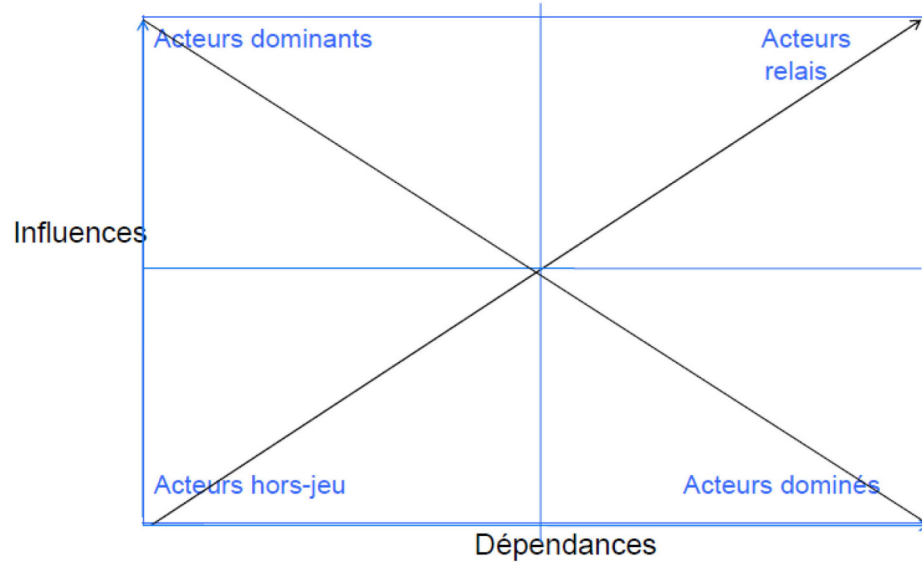 Acteurs dominants
Acteurs
relais
Influences
Acteurs hors-jeu
Acteurs dominés
Dépendances